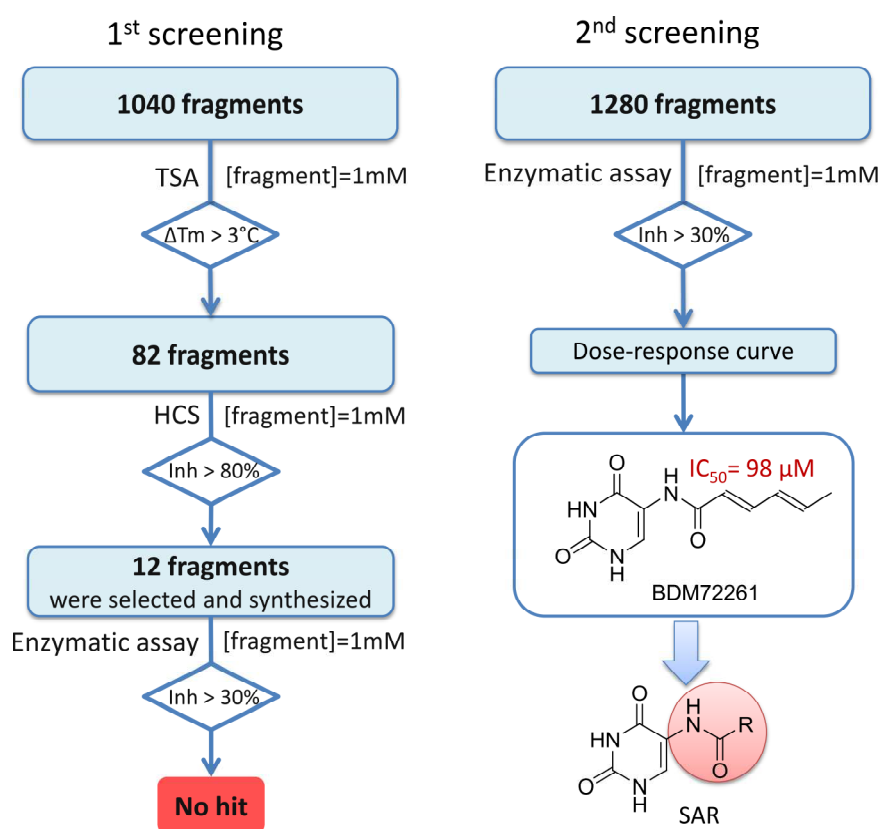 1st screening
1040 fragments
TSA [fragment]=1mM
ΔTm > 3°C
82 fragments
HCS [fragment]=1mM
Inh > 80%
12 fragments
were selected and synthesized
Enzymatic assay [fragment]=1mM
Inh > 30%
No hit
2nd screening
1280 fragments
Enzymatic assay [fragment]=1mM
Inh > 30%
Dose-response curve
IC50= 98 µM
O
H
N
HN
O
O
N
H
BDM72261
O
H
N
R
HN
O
O
N
H
SAR